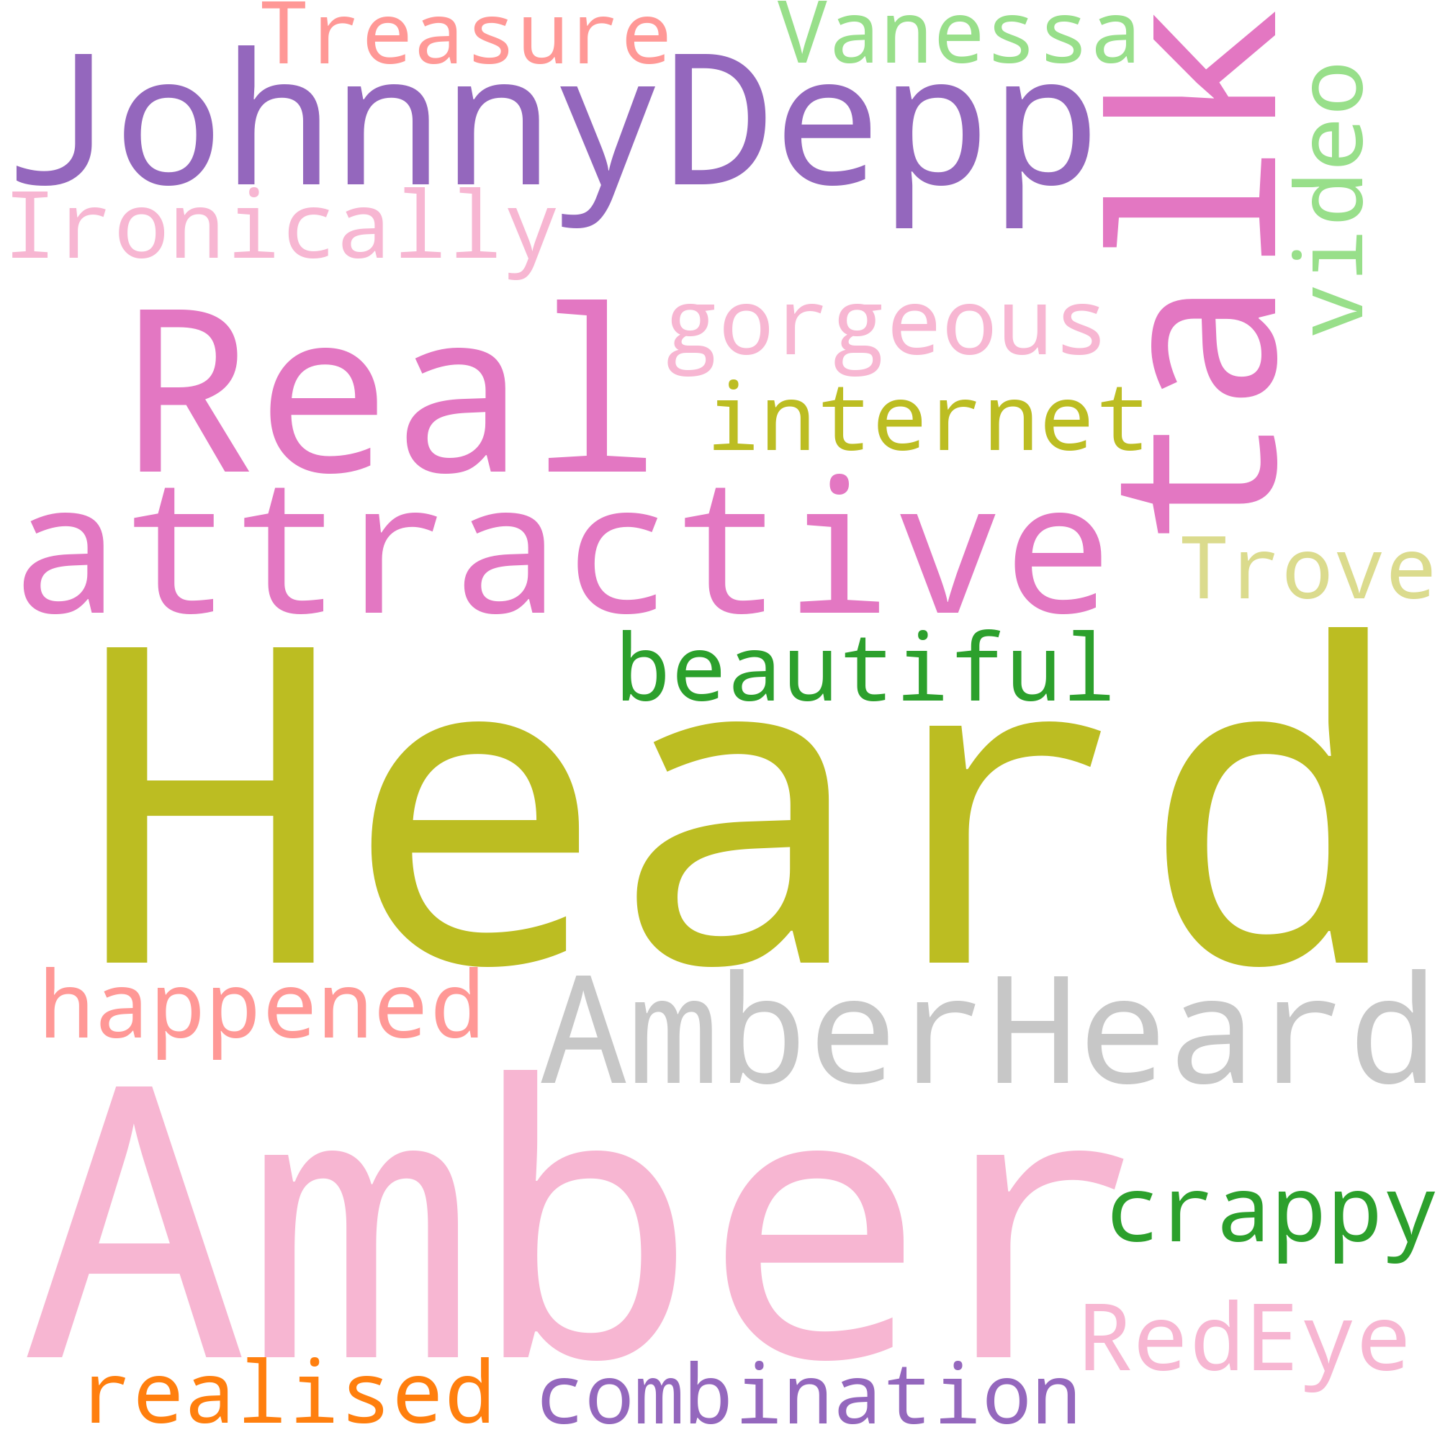 Treasure
Vanessa
JohnnyDepp
talk
video
Ironically
Real
gorgeous
internet
attractive
Trove
beautiful
Heard
happened
AmberHeard
Amber
crappy
RedEye
realised
combination